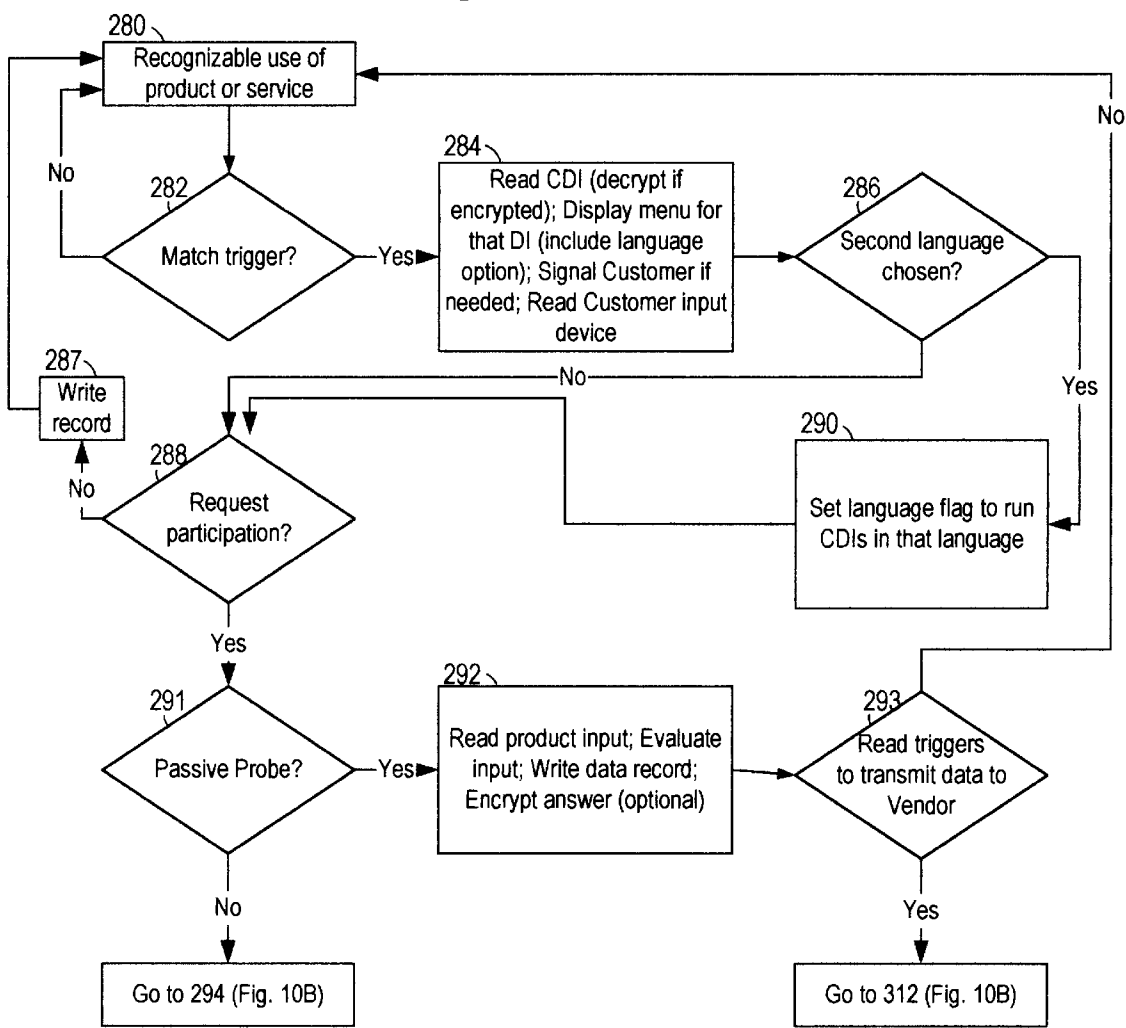 280
Recognizable use of
product or service
No
No
282
Match trigger?
Yes
284
Read CDI (decrypt if
encrypted); Display menu for
that DI (include language
option); Signal Customer if
needed; Read Customer input
device
286
Second language
chosen?
287
Write
record
No
Yes
288
Request
participation?
No
290
Set language flag to run
CDIs in that language
Yes
291
Passive Probe?
Yes
292
Read product input; Evaluate
input; Write data record;
Encrypt answer (optional)
293
Read triggers
to transmit data to
Vendor
No
Yes
Go to 294 (Fig. 10B)
Go to 312 (Fig. 10B)